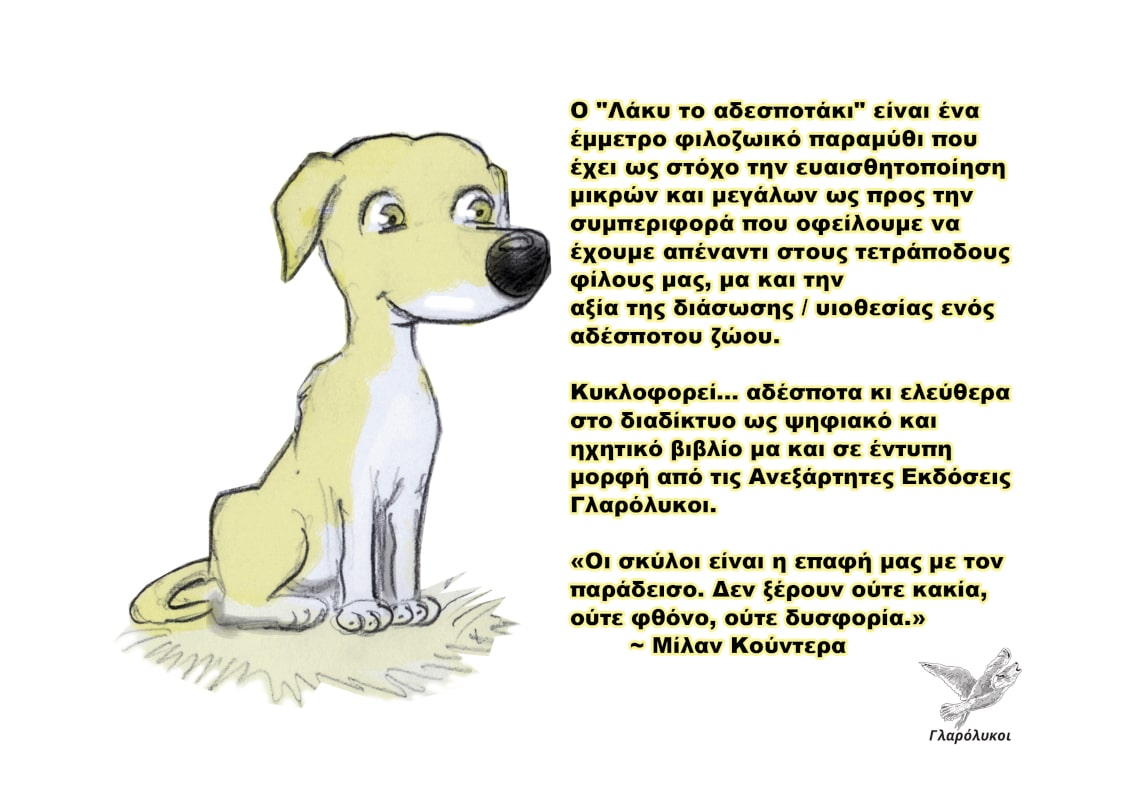 Ο "Λάκυ το αδεσποτάκι" είναι ένα
έμμετρο φιλοζωικό παραμύθι που
έχει ως στόχο την ευαισθητοποίηση
μικρών και μεγάλων ως προς την
συμπεριφορά που οφείλουμε να
έχουμε απέναντι στους τετράποδους
φίλους μας, μα και την
αξία της διάσωσης / υιοθεσίας ενός
αδέσποτου ζώου.
Κυκλοφορεί... αδέσποτα κι ελεύθερα
στο διαδίκτυο ως ψηφιακό και
ηχητικό βιβλίο μα και σε έντυπη
μορφή από τις Ανεξάρτητες Εκδόσεις
Γλαρόλυκοι.
«Οι σκύλοι είναι η επαφή μας με τον
παράδεισο. Δεν ξέρουν ούτε κακία,
ούτε φθόνο, ούτε δυσφορία.»
~ Μίλαν Κούντερα
Γλαρόλυκοι